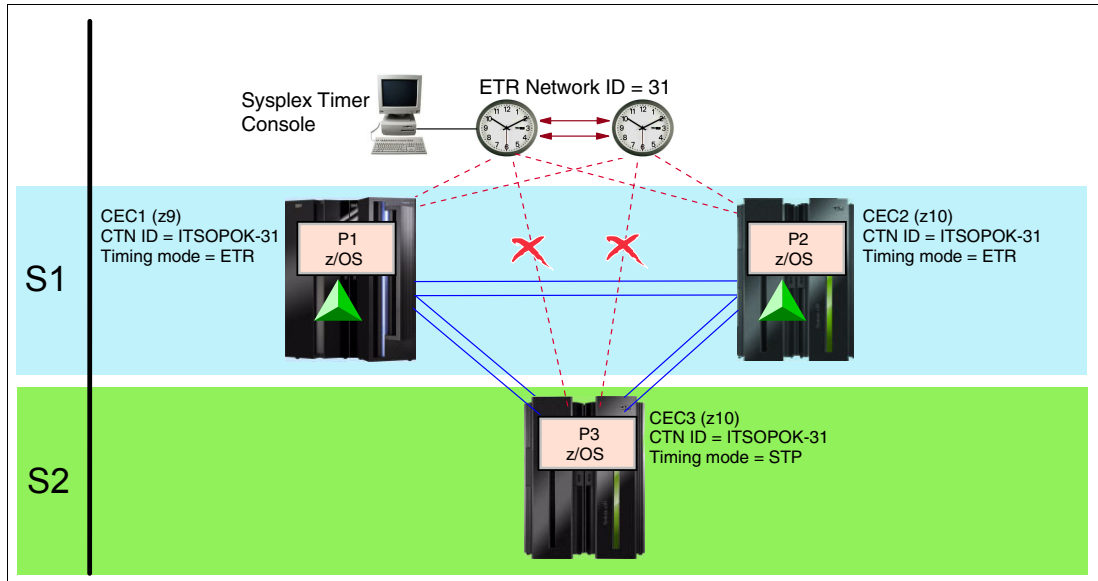 ETR Network ID = 31
Sysplex Timer
Console
CEC1 (z9)
CTN ID = ITSOPOK-31
Timing mode = ETR
P1
z/OS
P2
z/OS
CEC2 (z10)
CTN ID = ITSOPOK-31
Timing mode = ETR
S1
P3
z/OS
CEC3 (z10)
CTN ID = ITSOPOK-31
Timing mode = STP
S2